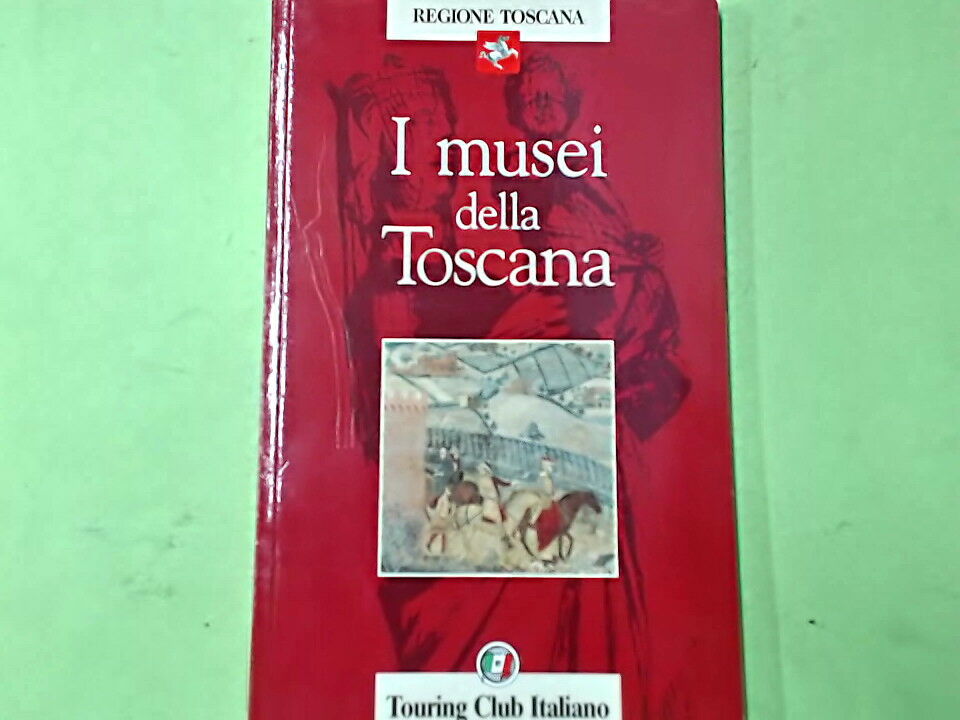 REGIONE TOSCANA
I musei
della
Toscana
Touring Club Italiano